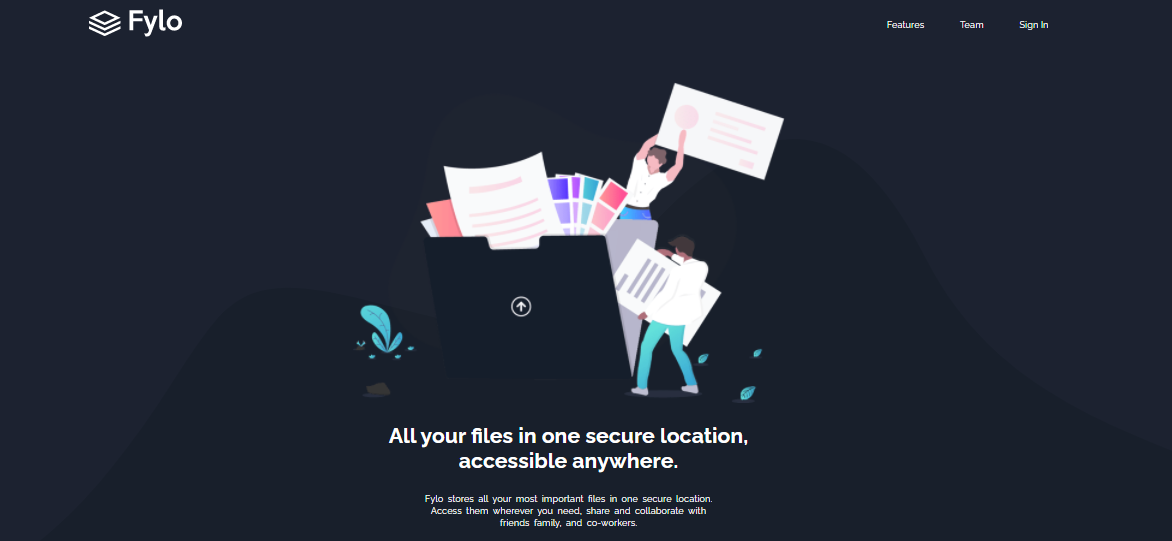 Fylo
Features
Team
Sign In
All your files in one secure location,
accessible anywhere.
Fylo stores all your most important files in one secure location.
Access them wherever you need, share and collaborate with
friends family, and co-workers.